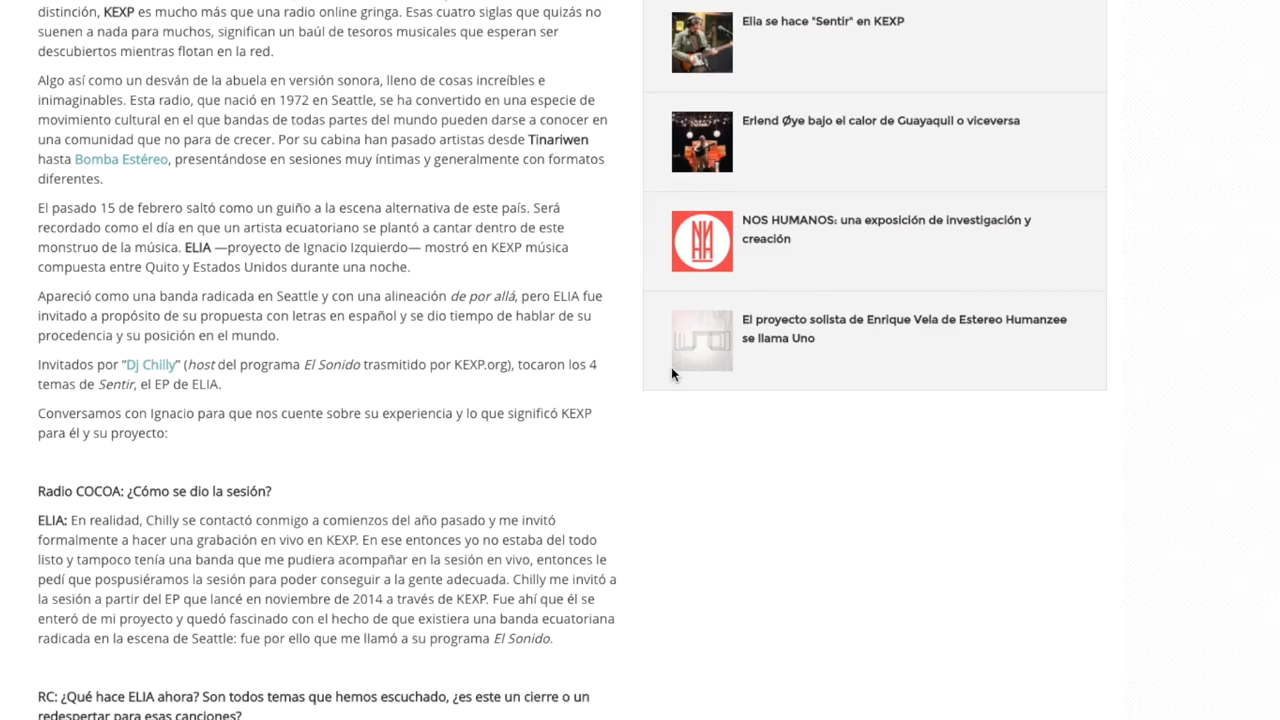 distinción, KEXP es mucho más que una radio online gringa. Esas cuatro siglas que quizás no
suenen a nada para muchos, significan un baúl de tesoros musicales que esperan ser
descubiertos mientras flotan en la red.
Algo así como un desván de la abuela en versión sonora, lleno de cosas increíbles e
inimaginables. Esta radio, que nació en 1972 en Seattle, se ha convertido en una especie de
movimiento cultural en el que bandas de todas partes del mundo pueden darse a conocer en
una comunidad que no para de crecer. Por su cabina han pasado artistas desde Tinariwen
hasta Bomba Estéreo, presentándose en sesiones muy íntimas y generalmente con formatos
diferentes.
El pasado 15 de febrero saltó como un guiño a la escena alternativa de este país. Será
recordado como el día en que un artista ecuatoriano se plantó a cantar dentro de este
monstruo de la música. ELIA —proyecto de Ignacio Izquierdo— mostró en KEXP música
compuesta entre Quito y Estados Unidos durante una noche.
Apareció como una banda radicada en Seattle y con una alineación de por allá, pero ELIA fue
invitado a propósito de su propuesta con letras en español y se dio tiempo de hablar de su
procedencia y su posición en el mundo.
Invitados por “Dj Chilly” (host del programa El Sonido trasmitido por KEXP.org), tocaron los 4
temas de Sentir, el EP de ELIA.
Conversamos con Ignacio para que nos cuente sobre su experiencia y lo que significó KEXP
para él y su proyecto:
Radio COCOA: ¿Cómo se dio la sesión?
ELIA: En realidad, Chilly se contactó conmigo a comienzos del año pasado y me invitó
formalmente a hacer una grabación en vivo en KEXP. En ese entonces yo no estaba del todo
listo y tampoco tenía una banda que me pudiera acompañar en la sesión en vivo, entonces le
pedí que pospusiéramos la sesión para poder conseguir a la gente adecuada. Chilly me invitó a
la sesión a partir del EP que lancé en noviembre de 2014 a través de KEXP. Fue ahí que él se
enteró de mi proyecto y quedó fascinado con el hecho de que existiera una banda ecuatoriana
radicada en la escena de Seattle: fue por ello que me llamó a su programa El Sonido.
RC: ¿Qué hace ELIA ahora? Son todos temas que hemos escuchado, ¿es este un cierre o un
redespertar para esas canciones?
Elia se hace "Sentir" en KEXP
Erlend Øye bajo el calor de Guayaquil o viceversa
NOS HUMANOS: una exposición de investigación y
creación
El proyecto solista de Enrique Vela de Estereo Humanzee
se llama Uno